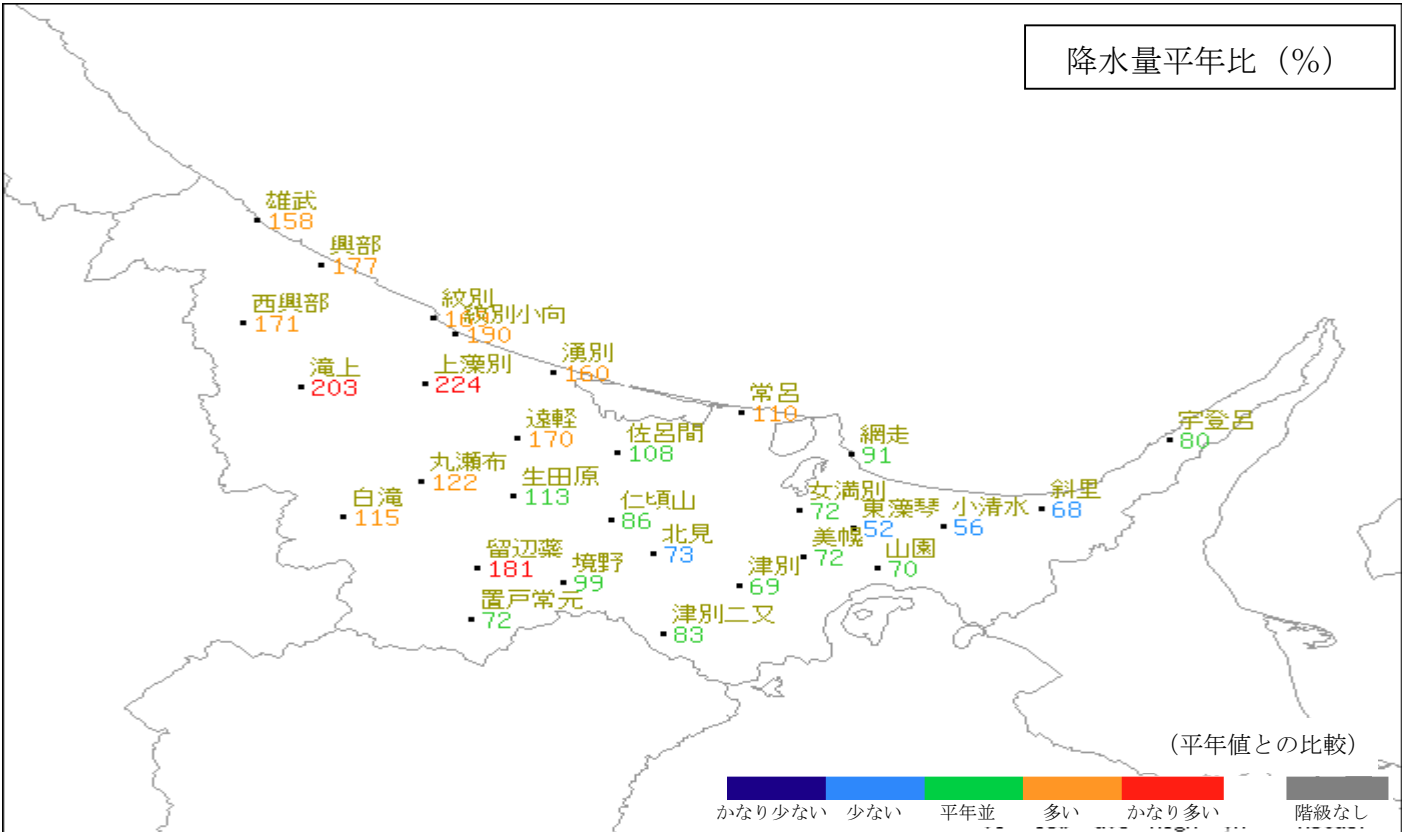 降水量平年比（%）
雄武
158
興部
177
西興部
171
紋別
169
紋別小向
190
滝上
203
上藻別
224
湧別
160
常呂
110
遠軽
170
佐呂間
108
網走
91
宇登呂
80
丸瀬布
122
生田原
113
白滝
115
仁頃山
86
女満別
72
東藻琴
52
小清水
56
斜里
68
北見
73
美幌
72
山園
70
留辺蘂
181
境野
99
津別
69
置戸常元
72
津別二又
83
（平年値との比較）
かなり少ない 少ない 平年並 多い かなり多い 階級なし